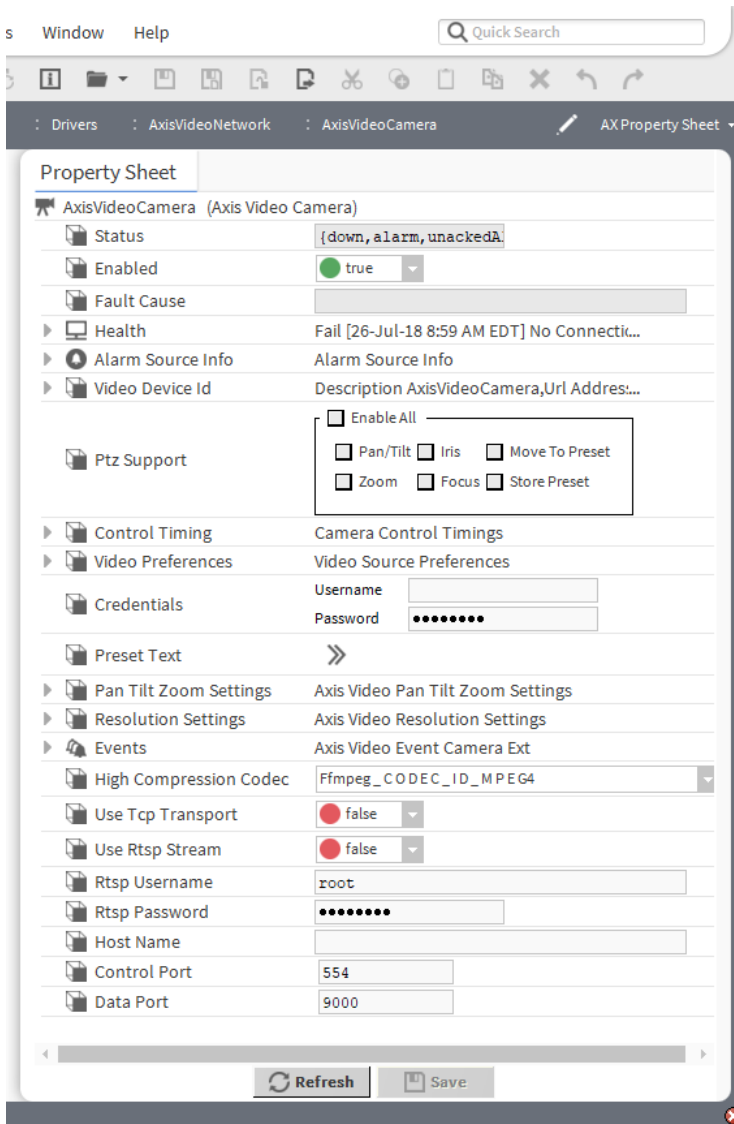 s Window Help Quick Search
: Drivers : AxisVideoNetwork : AxisVideoCamera AX Property Sheet
Property Sheet
AxisVideoCamera (Axis Video Camera)
Status {down,alarm,unackedA
Enabled true
Fault Cause
Health Fail [26-Jul-18 8:59 AM EDT] No Connectic...
Alarm Source Info Alarm Source Info
Video Device Id Description AxisVideoCamera,Url Address...
Enable All
Ptz Support
Pan/Tilt Iris Move To Preset
Zoom Focus Store Preset
Control Timing Camera Control Timings
Video Preferences Video Source Preferences
Credentials
Username
Password ••••••••
Preset Text
Pan Tilt Zoom Settings Axis Video Pan Tilt Zoom Settings
Resolution Settings Axis Video Resolution Settings
Events Axis Video Event Camera Ext
High Compression Codec Ffmpeg_CODEC_ID_MPEG4
Use Tcp Transport false
Use Rtsp Stream false
Rtsp Username root
Rtsp Password ••••••••
Host Name
Control Port 554
Data Port 9000
Refresh Save